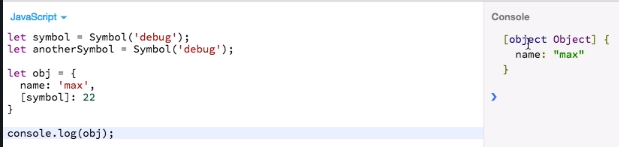 JavaScript
let symbol = Symbol('debug');
let anotherSymbol = Symbol('debug');
let obj = {
name: 'max',
[symbol]: 22
}
console.log(obj);
Console
[object Object] {
name: "max"
}